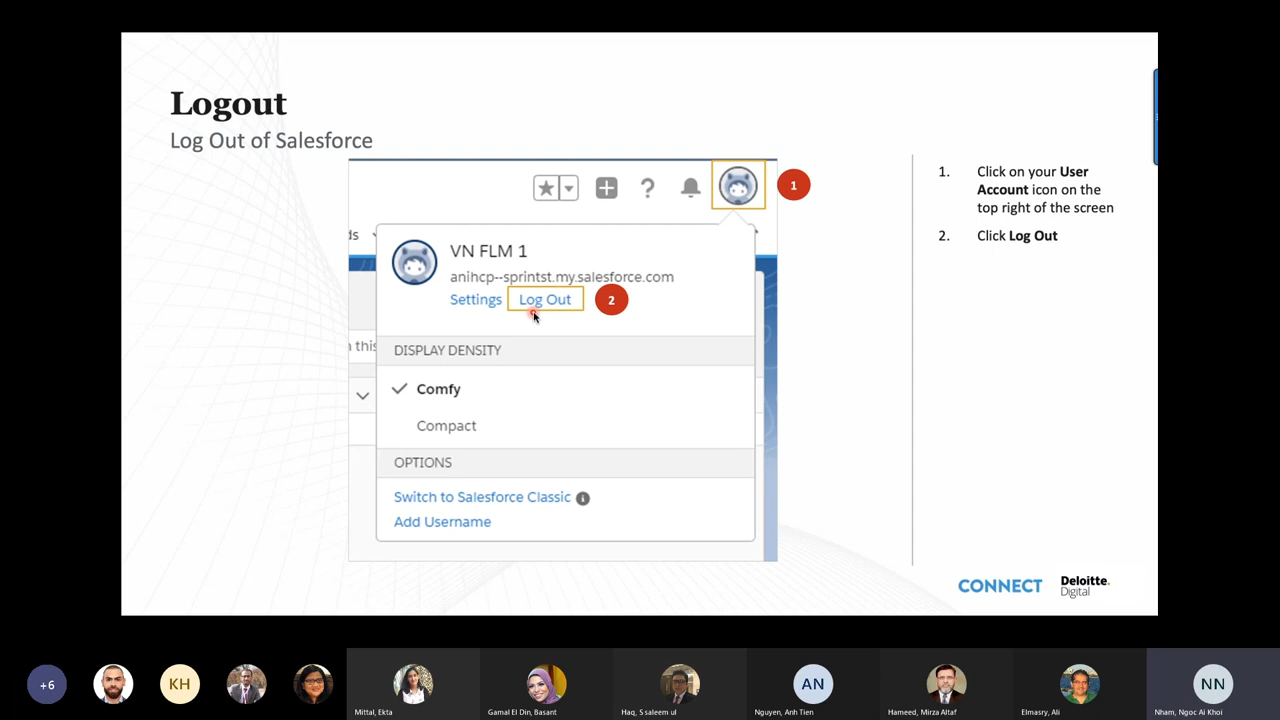 Logout
Log Out of Salesforce
1
ds
VN FLM 1
anihcp--sprintst.my.salesforce.com
Settings
Log Out
2
n this
DISPLAY DENSITY
Comfy
Compact
OPTIONS
Switch to Salesforce Classic
Add Username
1. Click on your User
Account icon on the
top right of the screen
2. Click Log Out
CONNECT
Deloitte.
Digital
+6
KH
AN
NN
Mittal, Ekta
Gamal El Din, Basant
Haq, S saleem ul
Nguyen, Anh Tien
Hameed, Mirza Altaf
Elmasry, Ali
Nham, Ngoc Ai Khoi